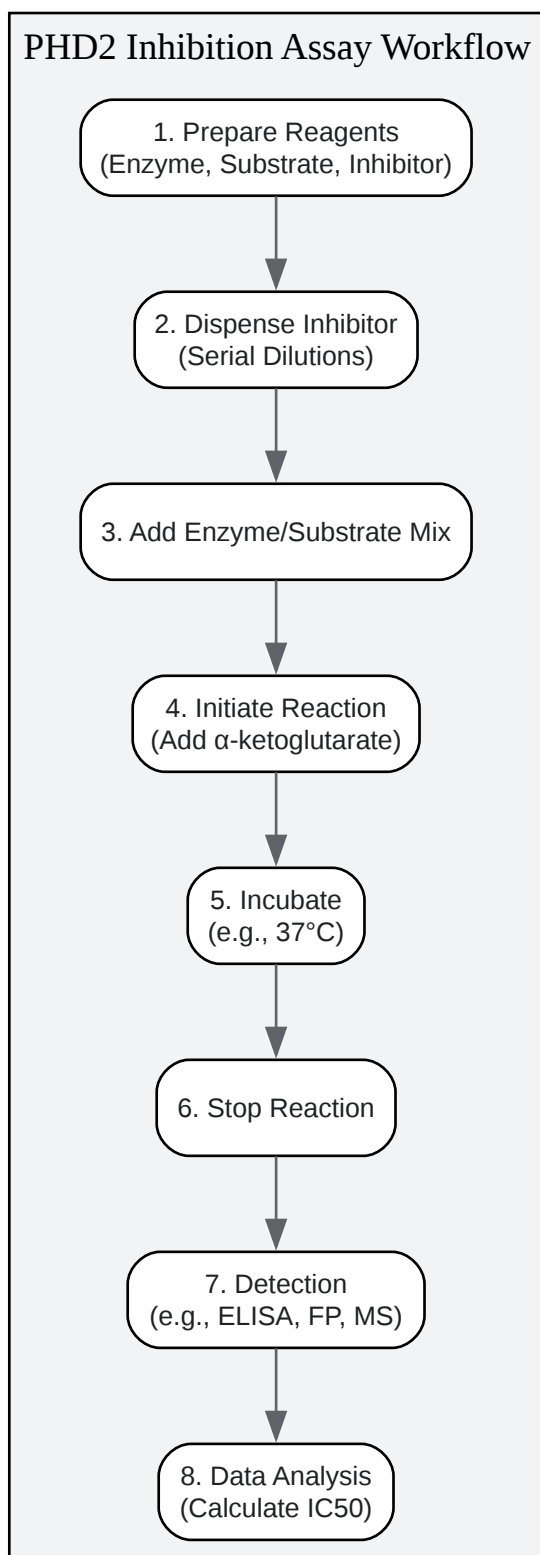 PHD2 Inhibition Assay Workflow
1. Prepare Reagents
(Enzyme, Substrate, Inhibitor)
2. Dispense Inhibitor
(Serial Dilutions)
3. Add Enzyme/Substrate Mix
4. Initiate Reaction
(Add α-ketoglutarate)
5. Incubate
(e.g., 37°C)
6. Stop Reaction
7. Detection
(e.g., ELISA, FP, MS)
8. Data Analysis
(Calculate IC50)